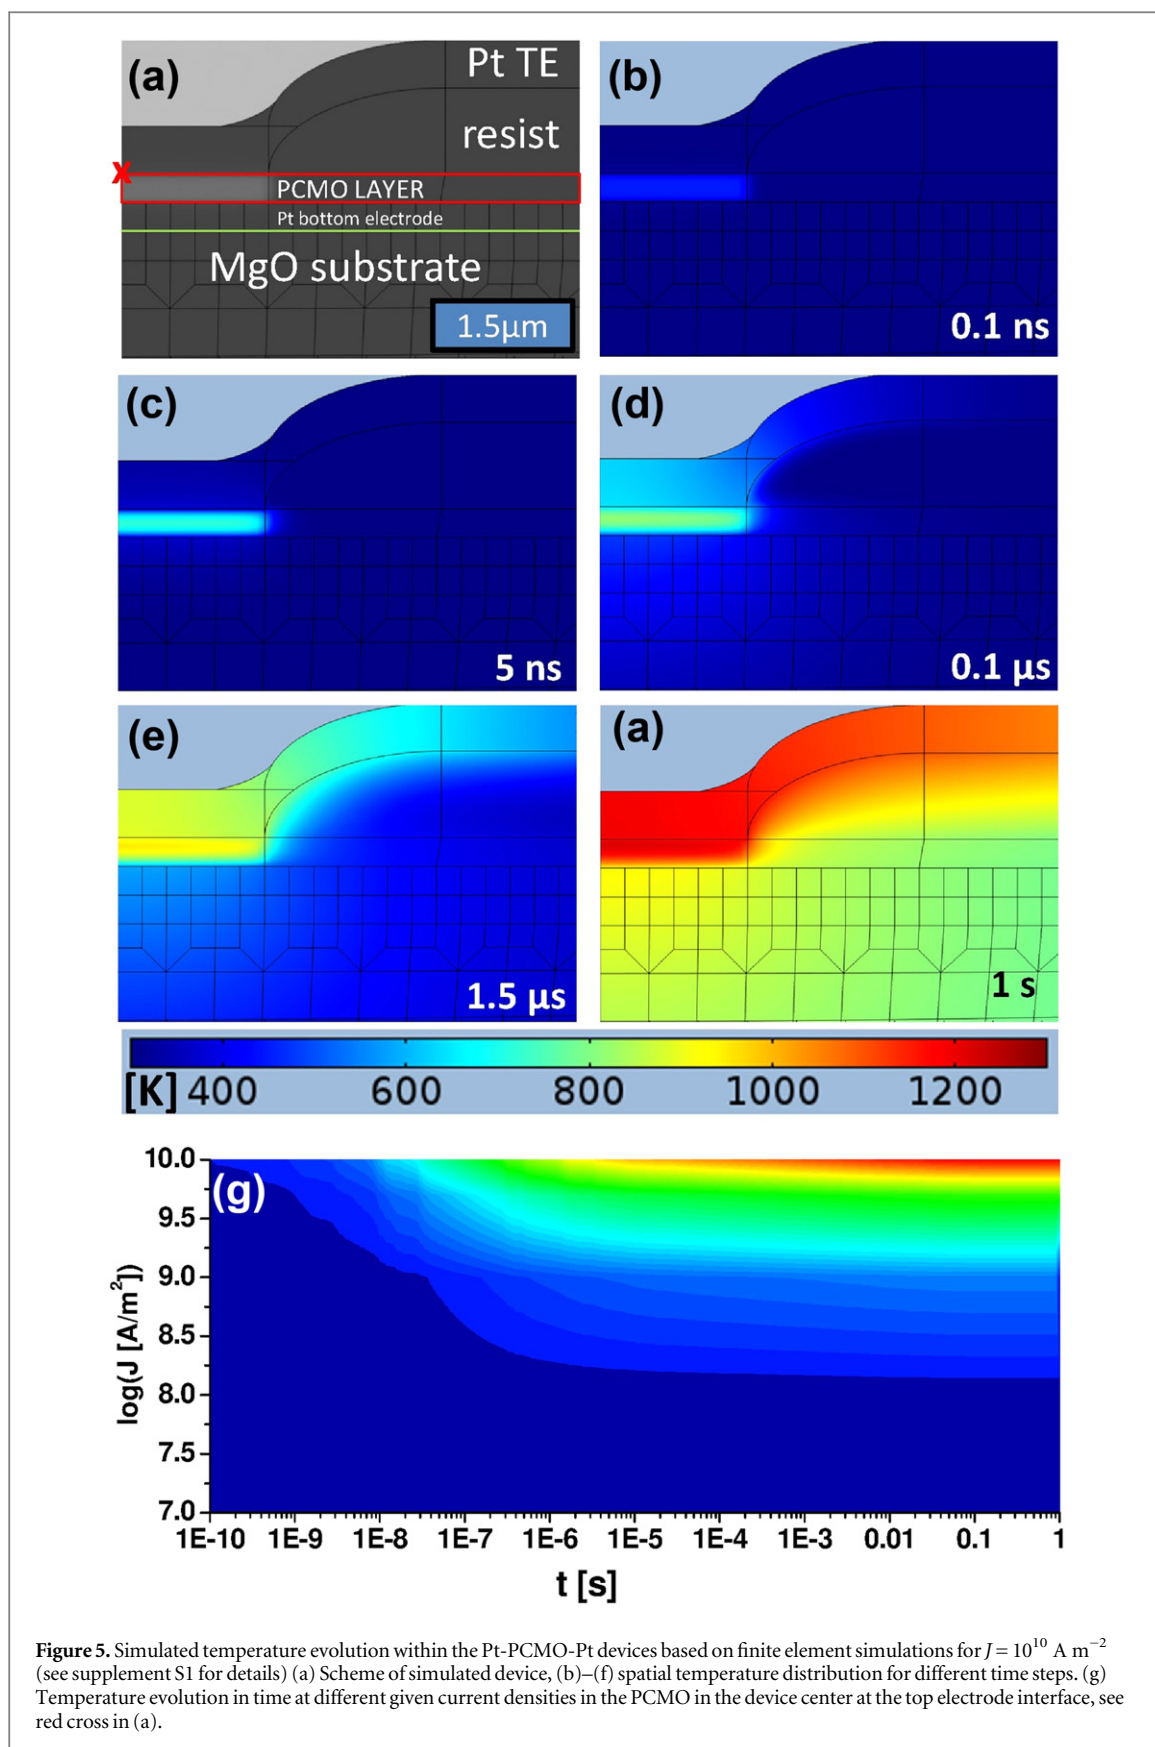 (a)
Pt TE
resist
X
PCMO LAYER
Pt bottom electrode
MgO substrate
1.5μm
(b)
0.1 ns
(c)
5 ns
(d)
0.1 μs
(e)
1.5 μs
(a)
1 s
[K] 400 600 800 1000 1200
(g)
log(J [A/m²])
10.0
9.5
9.0
8.5
8.0
7.5
7.0
1E-10 1E-9 1E-8 1E-7 1E-6 1E-5 1E-4 1E-3 0.01 0.1 1
t [s]
Figure 5. Simulated temperature evolution within the Pt-PCMO-Pt devices based on finite element simulations for J = 10¹⁰ A m⁻²
(see supplement S1 for details) (a) Scheme of simulated device, (b)–(f) spatial temperature distribution for different time steps. (g)
Temperature evolution in time at different given current densities in the PCMO in the device center at the top electrode interface, see
red cross in (a).